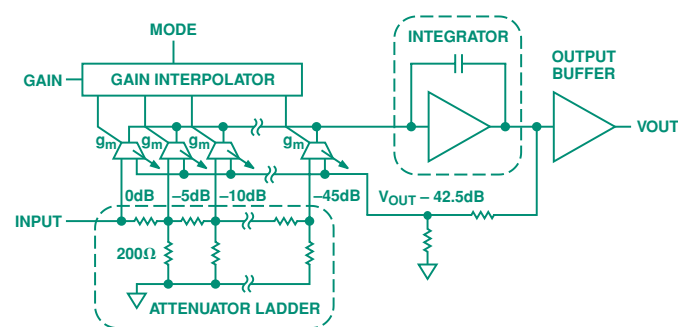 MODE
GAIN
GAIN INTERPOLATOR
INTEGRATOR
OUTPUT
BUFFER
VOUT
gm gm gm gm
0dB –5dB –10dB –45dB
VOUT – 42.5dB
INPUT
200Ω
ATTENUATOR LADDER